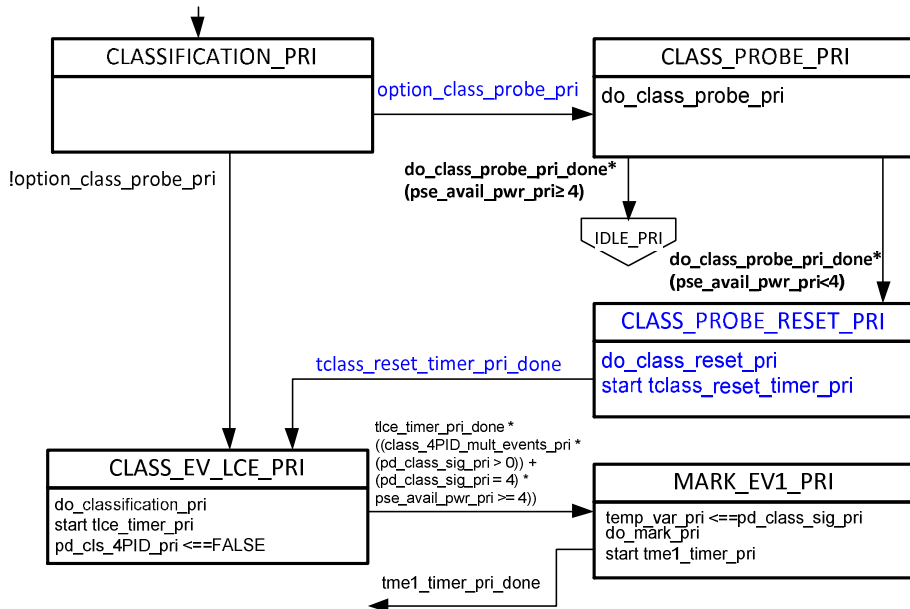 CLASSIFICATION_PRI
CLASS_PROBE_PRI
option_class_probe_pri
do_class_probe_pri
!option_class_probe_pri
do_class_probe_pri_done*
(pse_avail_pwr_pri≥ 4)
IDLE_PRI
do_class_probe_pri_done*
(pse_avail_pwr_pri<4)
CLASS_PROBE_RESET_PRI
do_class_reset_pri
start tclass_reset_timer_pri
tclass_reset_timer_pri_done
tlce_timer_pri_done *
((class_4PID_mult_events_pri *
(pd_class_sig_pri > 0)) +
(pd_class_sig_pri = 4) *
pse_avail_pwr_pri >= 4))
CLASS_EV_LCE_PRI
do_classification_pri
start tlce_timer_pri
pd_cls_4PID_pri <==FALSE
MARK_EV1_PRI
temp_var_pri <==pd_class_sig_pri
do_mark_pri
start tme1_timer_pri
tme1_timer_pri_done